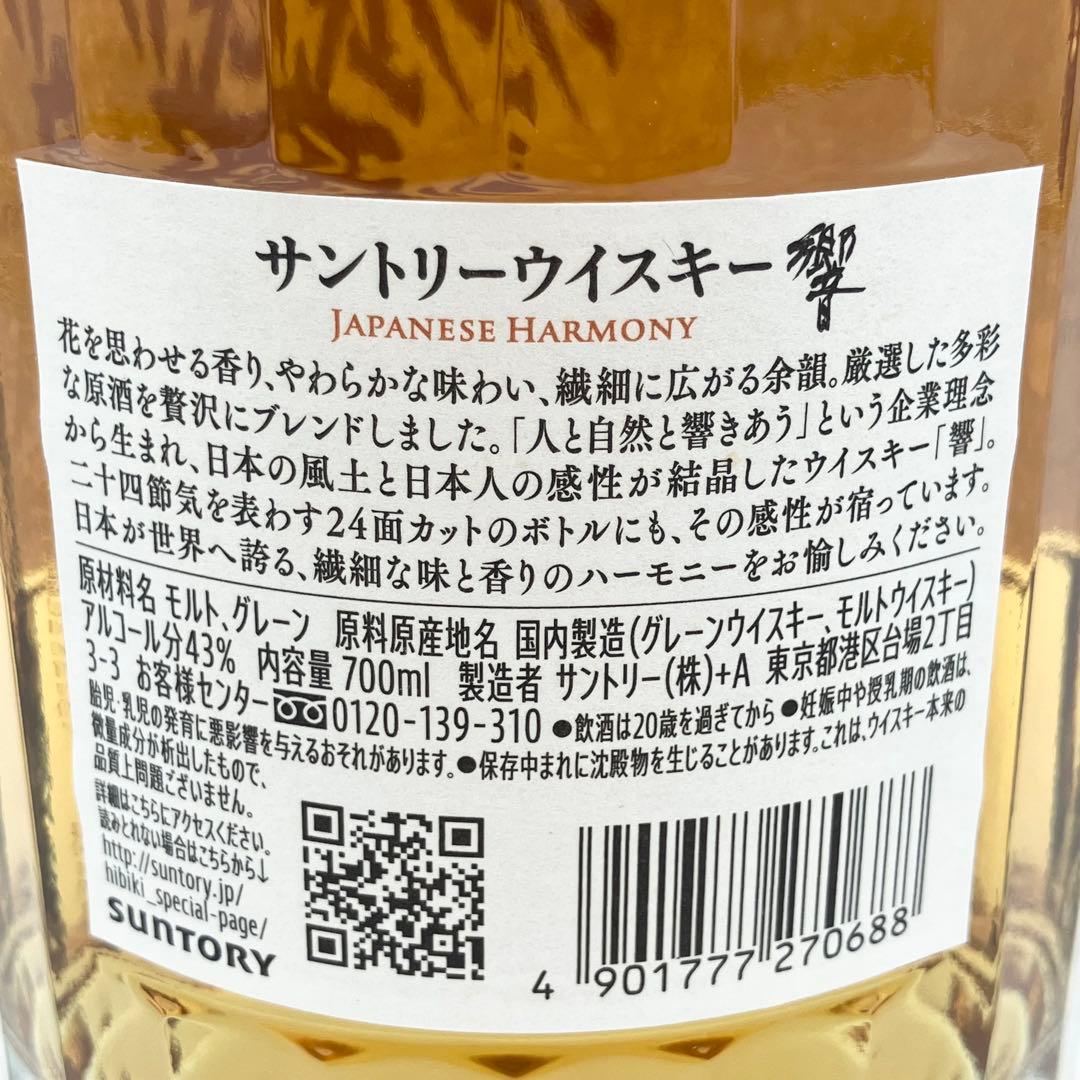 サントリーウイスキー 響
JAPANESE HARMONY
花を思わせる香り、やわらかな味わい、繊細に広がる余韻。厳選した多彩
な原酒を贅沢にブレンドしました。「人と自然と響きあう」という企業理念
から生まれ、日本の風土と日本人の感性が結晶したウイスキー「響」。
二十四節気を表わす24面カットのボトルにも、その感性が宿っています。
日本が世界へ誇る、繊細な味と香りのハーモニーをお愉しみください。
原材料名 モルト、グレーン 原料原産地名 国内製造(グレーンウイスキー、モルトウイスキー)
アルコール分43% 内容量700ml 製造者 サントリー(株)+A 東京都港区台場2丁目
3-3 お客様センター 0120-139-310 ●飲酒は20歳を過ぎてから ●妊娠中や授乳期の飲酒は、
胎児・乳児の発育に悪影響を与えるおそれがあります。●保存中まれに沈殿物を生じることがあります。これは、ウイスキー本来の
微量成分が析出したもので、
品質上問題ございません。
詳細はこちらにアクセスください。
読みとれない場合はこちらから↓
http://suntory.jp/
hibiki_special-page/
SUNTORY
4 901777 270688